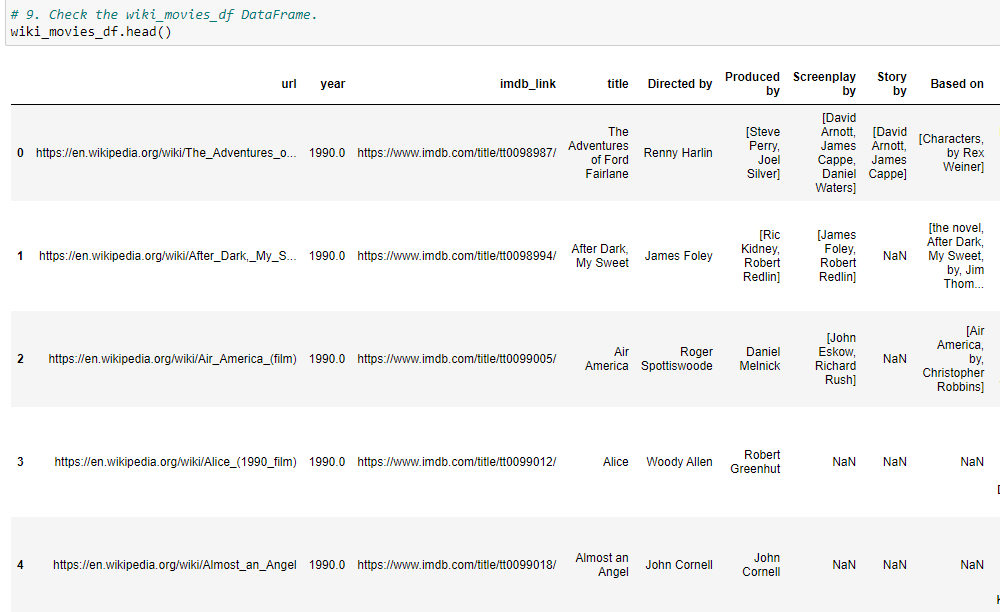 # 9. Check the wiki_movies_df DataFrame.
wiki_movies_df.head()
url year imdb_link title Directed by Produced by Screenplay by Story by Based on
0 https://en.wikipedia.org/wiki/The_Adventures_o... 1990.0 https://www.imdb.com/title/tt0098987/ The Adventures of Ford Fairlane Renny Harlin [Steve Perry, Joel Silver] [David Arnott, James Cappe, Daniel Waters] [David Arnott, James Cappe] [Characters, by Rex Weiner]
1 https://en.wikipedia.org/wiki/After_Dark,_My_S... 1990.0 https://www.imdb.com/title/tt0098994/ After Dark, My Sweet James Foley [Ric Kidney, Robert Redlin] [James Foley, Robert Redlin] NaN [the novel, After Dark, My Sweet, by, Jim Thom...
2 https://en.wikipedia.org/wiki/Air_America_(film) 1990.0 https://www.imdb.com/title/tt0099005/ Air America Roger Spottiswoode Daniel Melnick [John Eskow, Richard Rush] NaN [Air America, by, Christopher Robbins]
3 https://en.wikipedia.org/wiki/Alice_(1990_film) 1990.0 https://www.imdb.com/title/tt0099012/ Alice Woody Allen Robert Greenhut NaN NaN NaN
4 https://en.wikipedia.org/wiki/Almost_an_Angel 1990.0 https://www.imdb.com/title/tt0099018/ Almost an Angel John Cornell John Cornell NaN NaN NaN